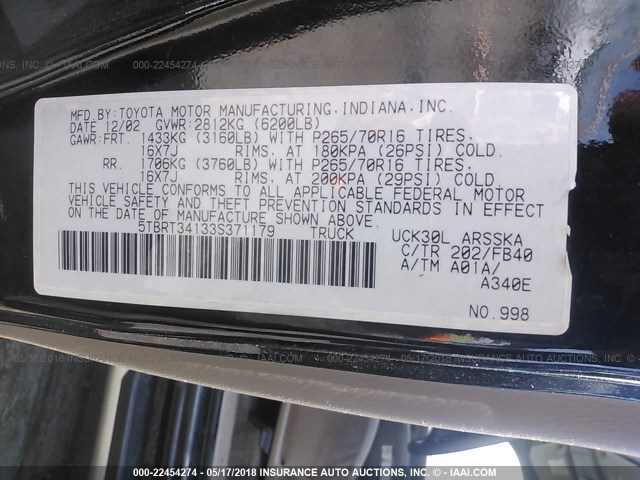 MFD.BY:TOYOTA MOTOR MANUFACTURING,INDIANA,INC.
DATE 12/02 GVWR:2812KG (6200LB)
GAWR:FRT. 1433KG (3160LB) WITH P265/70R16 TIRES.
16X7J RIMS. AT 180KPA (26PSI) COLD.
RR. 1706KG (3760LB) WITH P265/70R16 TIRES.
16X7J RIMS. AT 200KPA (29PSI) COLD
THIS VEHICLE CONFORMS TO ALL APPLICABLE FEDERAL MOTOR
VEHICLE SAFETY AND THEFT PREVENTION STANDARDS IN EFFECT
ON THE DATE OF MANUFACTURE SHOWN ABOVE.
5TBRT34133S371179 TRUCK
UCK30L ARSSKA
C/TR 202/FB40
A/TM A01A/
A340E
NO.998
000-22454274 - 05/17/2018 INSURANCE AUTO AUCTIONS - © - WWW.IAAI.COM